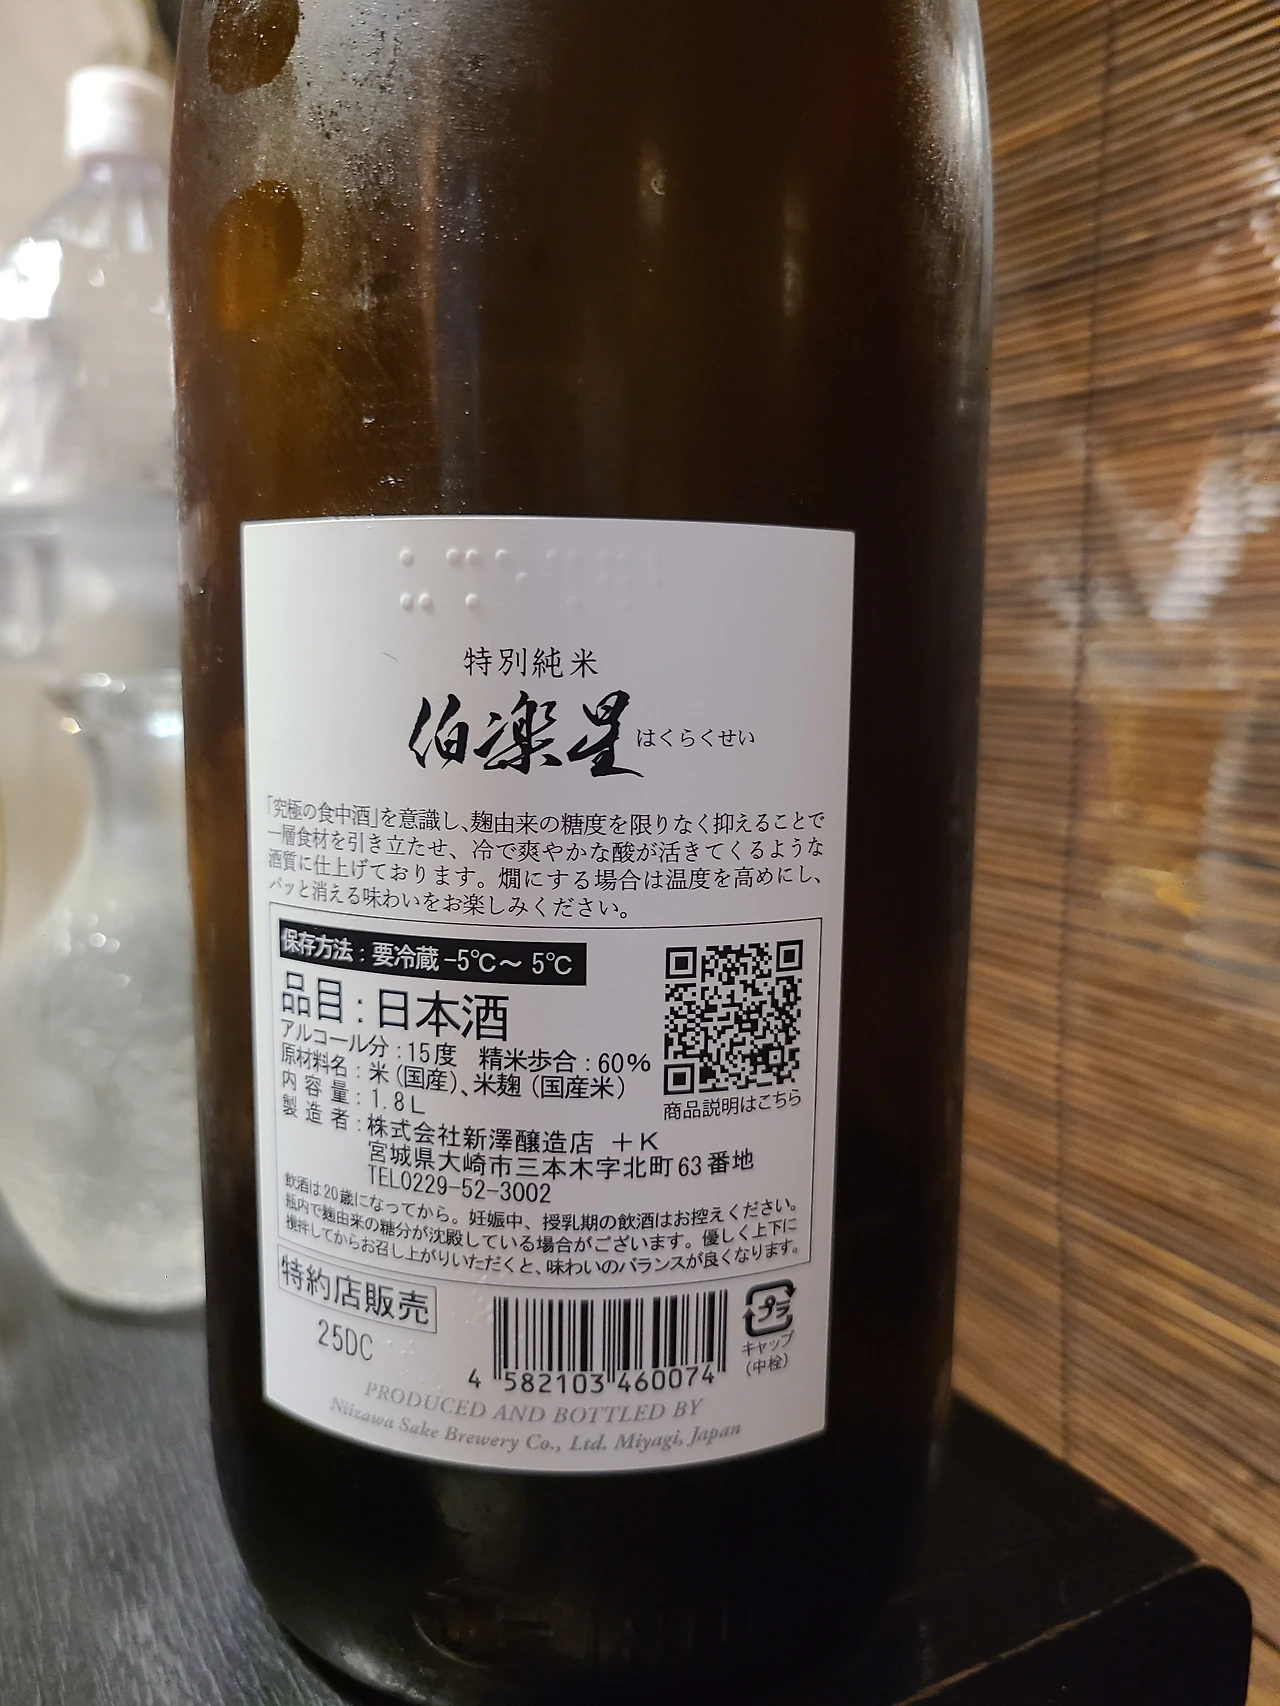 特別純米
伯楽星 はくらくせい
「究極の食中酒」を意識し、麹由来の糖度を限りなく抑えることで
一層食材を引き立たせ、冷で爽やかな酸が活きてくるような
酒質に仕上げております。燗にする場合は温度を高めにし、
パッと消える味わいをお楽しみください。
保存方法：要冷蔵 −5℃〜 5℃
品目：日本酒
アルコール分：15度 精米歩合：60%
原材料名：米（国産）、米麹（国産米）
内容量：1.8L
製造者：株式会社新澤醸造店 +K
宮城県大崎市三本木字北町63番地
TEL0229-52-3002
商品説明はこちら
飲酒は20歳になってから。妊娠中、授乳期の飲酒はお控えください。
瓶内で麹由来の糖分が沈殿している場合がございます。優しく上下に
攪拌してからお召し上がりいただくと、味わいのバランスが良くなります。
特約店販売
25DC
4 582103 460074
プラ
キャップ
（中栓）
PRODUCED AND BOTTLED BY
Niizawa Sake Brewery Co., Ltd. Miyagi, Japan